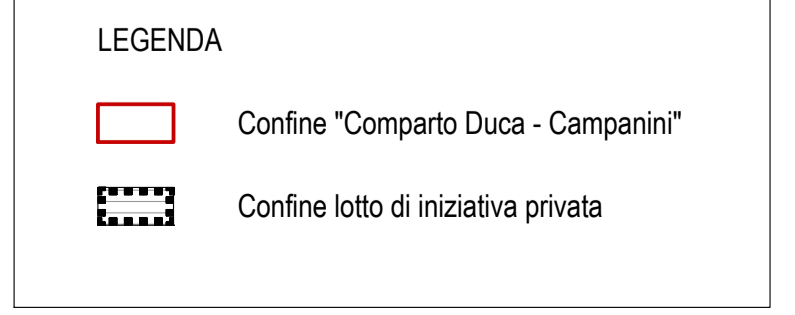 LEGENDA
Confine "Comparto Duca - Campanini"
Confine lotto di iniziativa privata